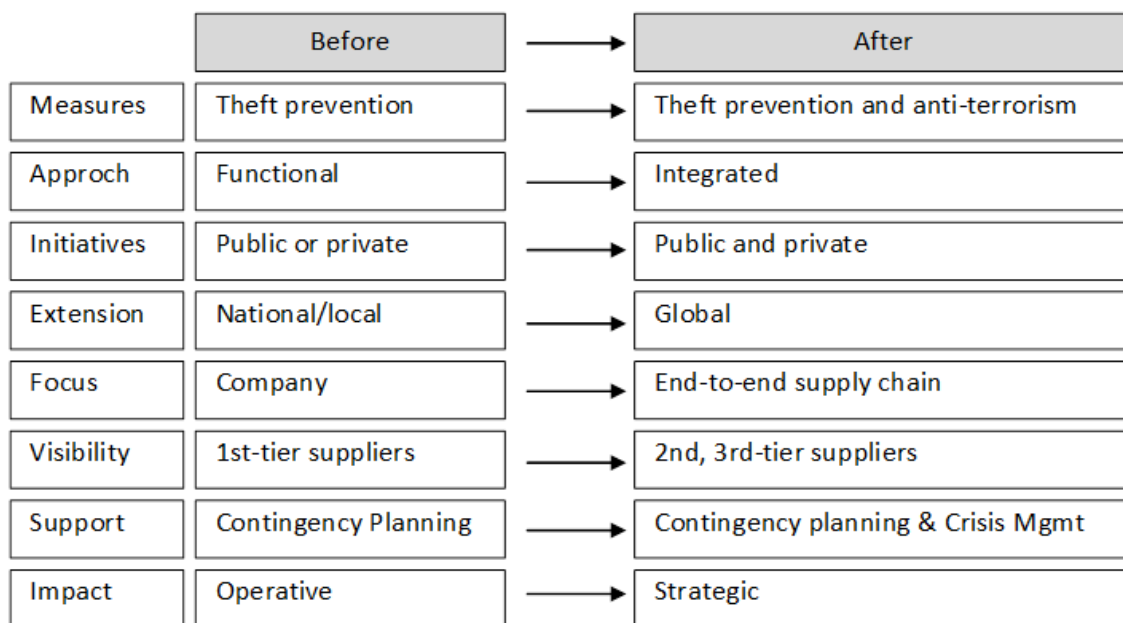 Before After
Measures Theft prevention Theft prevention and anti-terrorism
Approch Functional Integrated
Initiatives Public or private Public and private
Extension National/local Global
Focus Company End-to-end supply chain
Visibility 1st-tier suppliers 2nd, 3rd-tier suppliers
Support Contingency Planning Contingency planning & Crisis Mgmt
Impact Operative Strategic